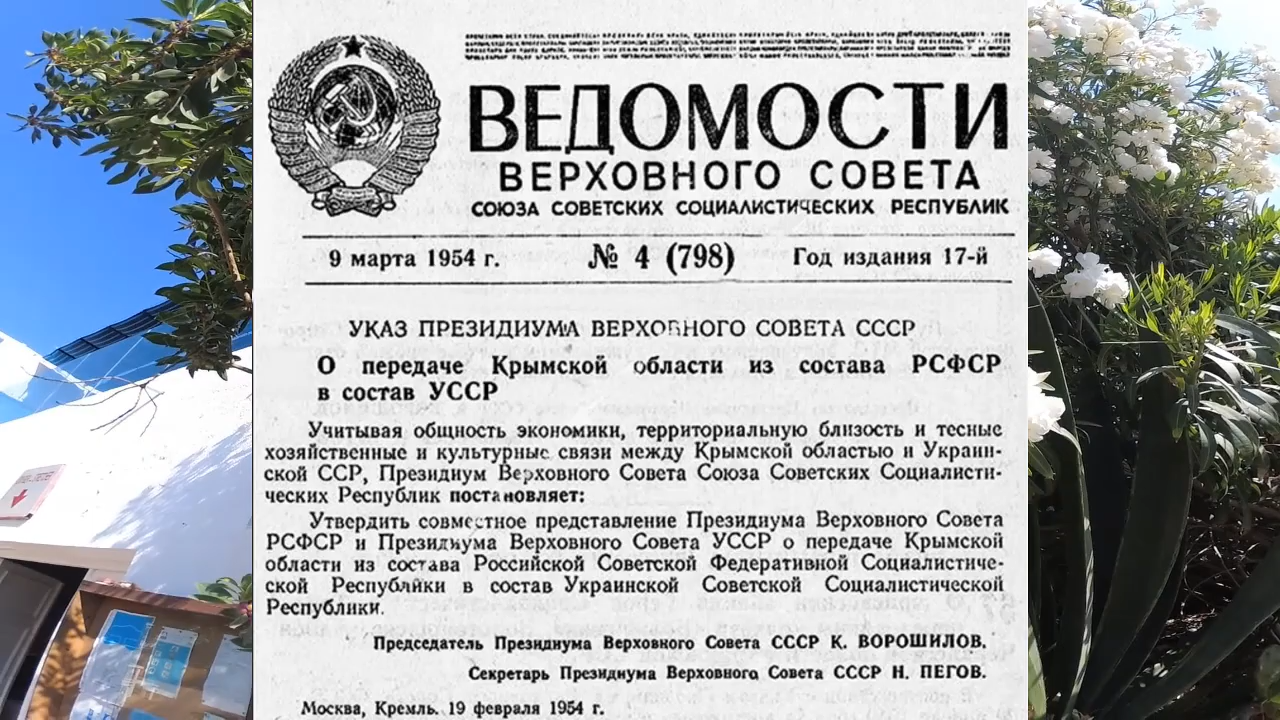 ВЕДОМОСТИ
ВЕРХОВНОГО СОВЕТА
СОЮЗА СОВЕТСКИХ СОЦИАЛИСТИЧЕСКИХ РЕСПУБЛИК
9 марта 1954 г. № 4 (798) Год издания 17-й
УКАЗ ПРЕЗИДИУМА ВЕРХОВНОГО СОВЕТА СССР
О передаче Крымской области из состава РСФСР
в состав УССР
Учитывая общность экономики, территориальную близость и тесные
хозяйственные и культурные связи между Крымской областью и Украин-
ской ССР, Президиум Верховного Совета Союза Советских Социалисти-
ческих Республик постановляет:
Утвердить совместное представление Президиума Верховного Совета
РСФСР и Президиума Верховного Совета УССР о передаче Крымской
области из состава Российской Советской Федеративной Социалистиче-
ской Республики в состав Украинской Советской Социалистической
Республики.
Председатель Президиума Верховного Совета СССР К. ВОРОШИЛОВ.
Секретарь Президиума Верховного Совета СССР Н. ПЕГОВ.
Москва, Кремль. 19 февраля 1954 г.